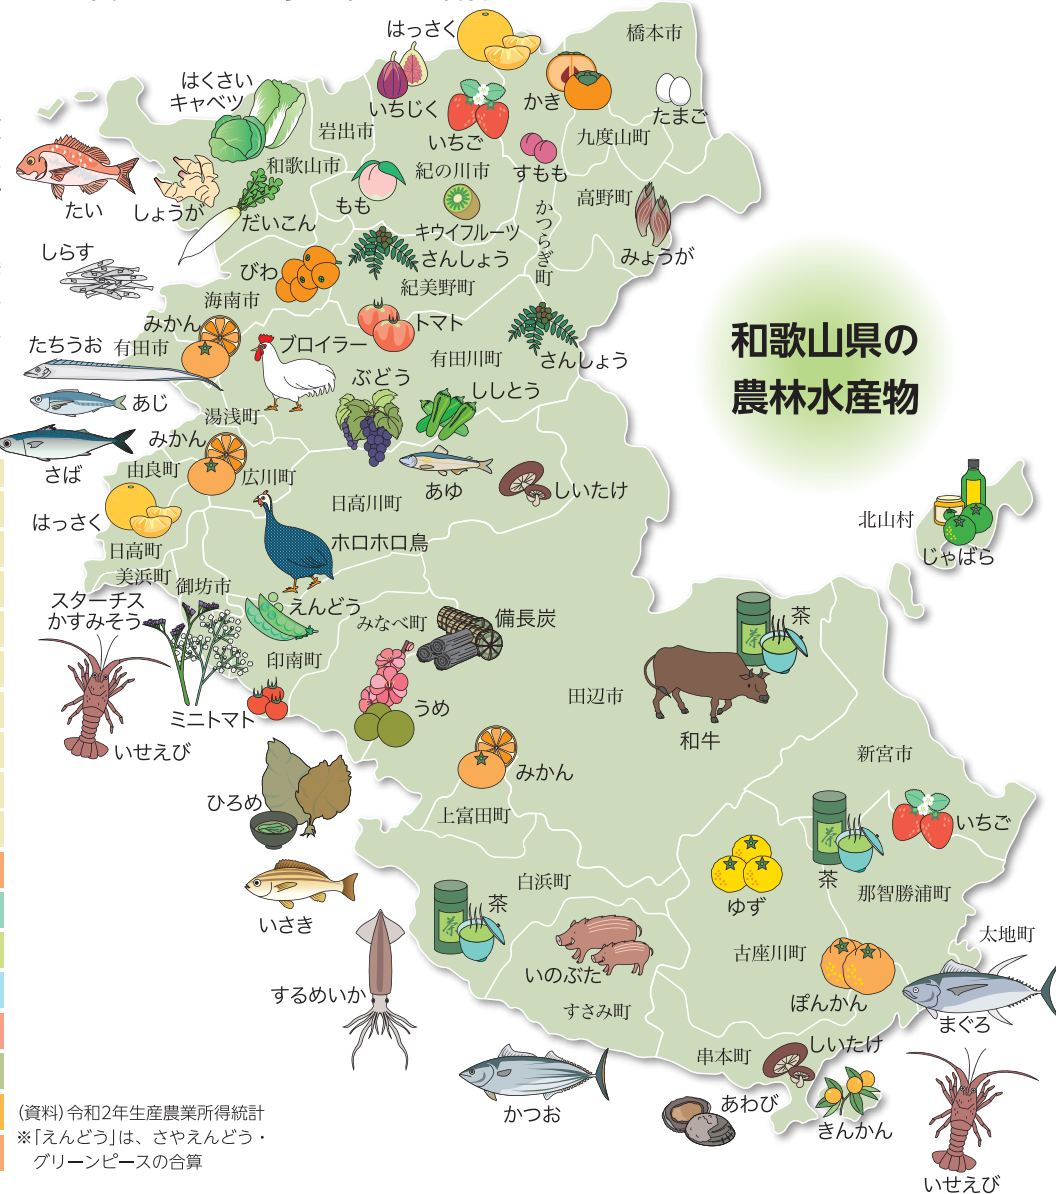 はっさく
橋本市
はくさい
キャベツ
いちじく
かき
たまご
岩出市
いちご
九度山町
和歌山市
紀の川市
すもも
もも
高野町
たい
しょうが
だいこん
キウイフルーツ
かつらぎ町
みょうが
しらす
びわ
さんしょう
紀美野町
海南市
みかん
トマト
たちうお
有田市
ブロイラー
有田川町
さんしょう
ぶどう
ししとう
あじ
湯浅町
みかん
さば
由良町
広川町
あゆ
しいたけ
日高川町
はっさく
ホロホロ鳥
日高町
美浜町
御坊市
和歌山県の
農林水産物
北山村
じゃばら
スターチス
かすみそう
えんどう
みなべ町
備長炭
茶
印南町
田辺市
うめ
ミニトマト
いせえび
和牛
新宮市
みかん
ひろめ
上富田町
いちご
茶
白浜町
那智勝浦町
ゆず
茶
いさき
太地町
古座川町
いのぶた
するめいか
ぽんかん
すさみ町
まぐろ
串本町
しいたけ
かつお
あわび
きんかん
いせえび
(資料)令和2年生産農業所得統計
※「えんどう」は、さやえんどう・
グリーンピースの合算